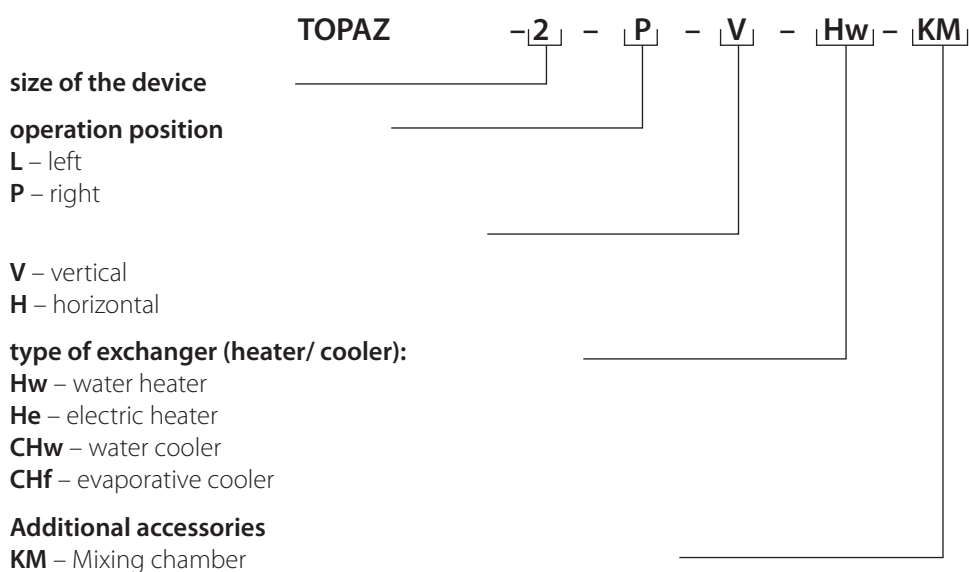 TOPAZ – 2 – P – V – Hw – KM
size of the device
operation position
L – left
P – right
V – vertical
H – horizontal
type of exchanger (heater/ cooler):
Hw – water heater
He – electric heater
CHw – water cooler
CHf – evaporative cooler
Additional accessories
KM – Mixing chamber